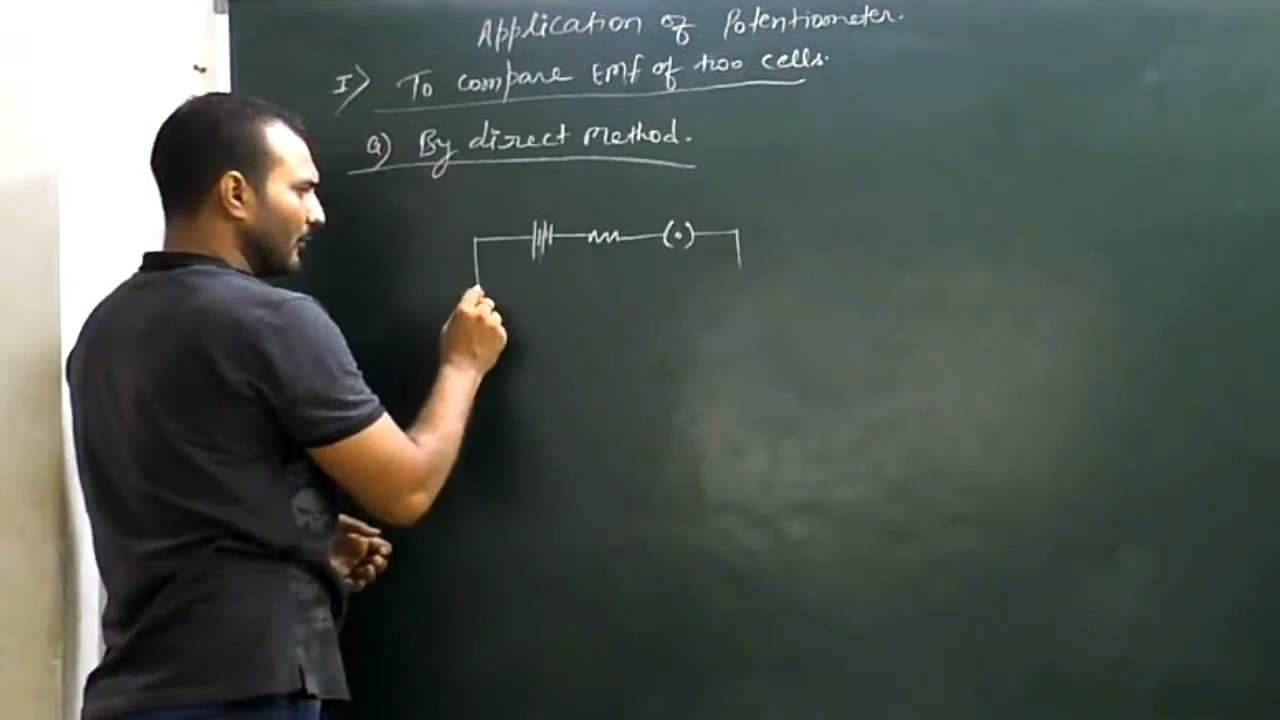 Application of Potentiometer.
I> To compare EMF of two cells.
a) By direct Method.